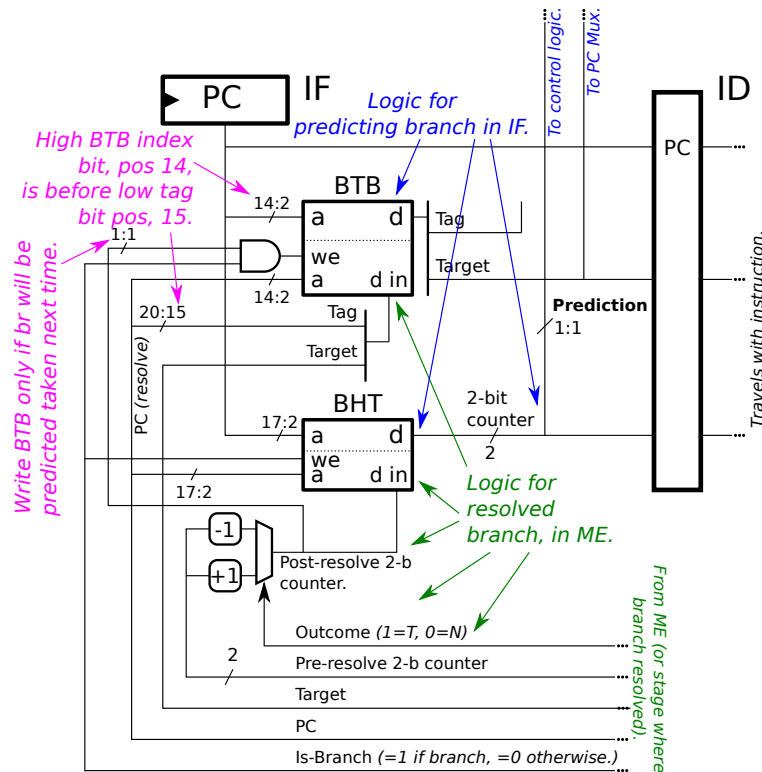 To control logic.
To PC Mux.
PC
IF
ID
Logic for
predicting branch in IF.
High BTB index
bit, pos 14,
is before low tag
bit pos, 15.
PC
BTB
14:2
a
d
Tag
1:1
we
a
d in
Target
14:2
Write BTB only if br will be
predicted taken next time.
20:15
Tag
Prediction
1:1
Target
PC (resolve)
Travels with instruction.
BHT
2-bit
counter
2
17:2
a
d
we
a
d in
17:2
Logic for
resolved
branch, in ME.
-1
+1
Post-resolve 2-b
counter.
From ME (or stage where
branch resolved).
Outcome (1=T, 0=N)
2
Pre-resolve 2-b counter
Target
PC
Is-Branch (=1 if branch, =0 otherwise.)